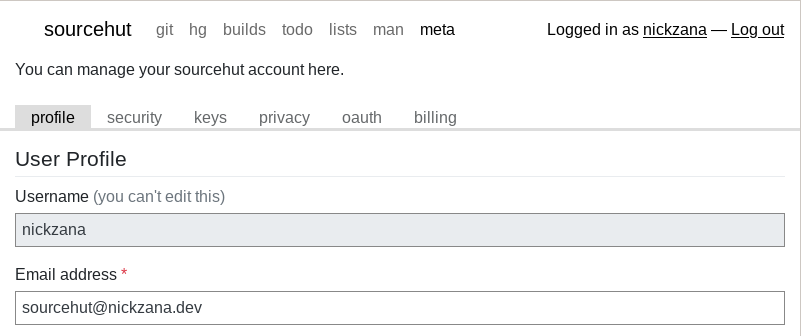 sourcehut git hg builds todo lists man meta Logged in as nickzana — Log out
You can manage your sourcehut account here.
profile security keys privacy oauth billing
User Profile
Username (you can't edit this)
nickzana
Email address *
sourcehut@nickzana.dev